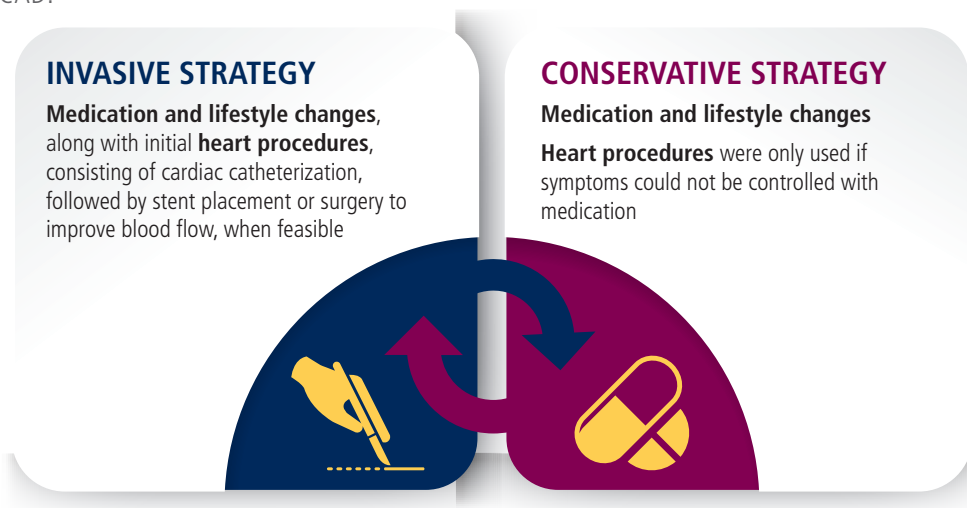 CAD.
INVASIVE STRATEGY
Medication and lifestyle changes,
along with initial heart procedures,
consisting of cardiac catheterization,
followed by stent placement or surgery to
improve blood flow, when feasible
CONSERVATIVE STRATEGY
Medication and lifestyle changes
Heart procedures were only used if
symptoms could not be controlled with
medication